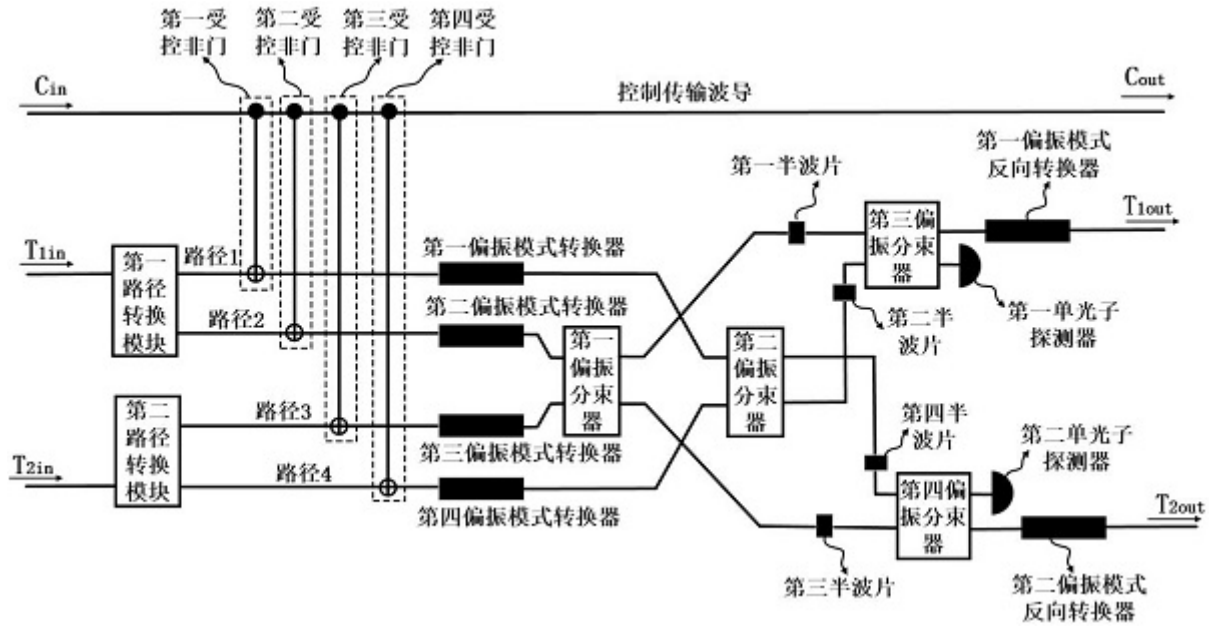 第一受
控非门
第二受
控非门
第三受
控非门
第四受
控非门
Cin
控制传输波导
Cout
第一半波片
第一偏振模式
反向转换器
T1in
第一
路径
转换
模块
路径1
路径2
第一偏振模式转换器
第二偏振模式转换器
第三偏
振分束
器
T1out
第二半
波片
第一单光子
探测器
第一
偏振
分束
器
第二
偏振
分束
器
T2in
第二
路径
转换
模块
路径3
路径4
第三偏振模式转换器
第四偏振模式转换器
第四半
波片
第二单光子
探测器
第四偏
振分束
器
T2out
第三半波片
第二偏振模式
反向转换器